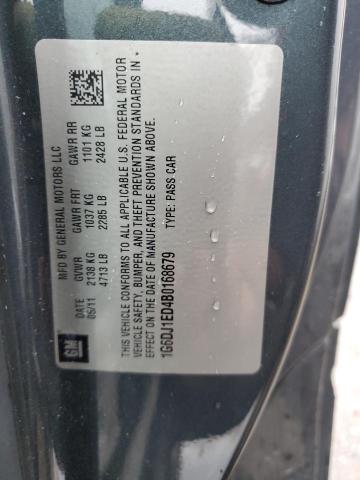 MFD BY GENERAL MOTORS LLC
DATE GVWR GAWR FRT GAWR RR
05/11 2138 KG 1037 KG 1101 KG
4713 LB 2285 LB 2428 LB
THIS VEHICLE CONFORMS TO ALL APPLICABLE U.S. FEDERAL MOTOR
VEHICLE SAFETY, BUMPER, AND THEFT PREVENTION STANDARDS IN
EFFECT ON THE DATE OF MANUFACTURE SHOWN ABOVE.
1G6DJ1ED4B0168679 TYPE: PASS CAR
GM